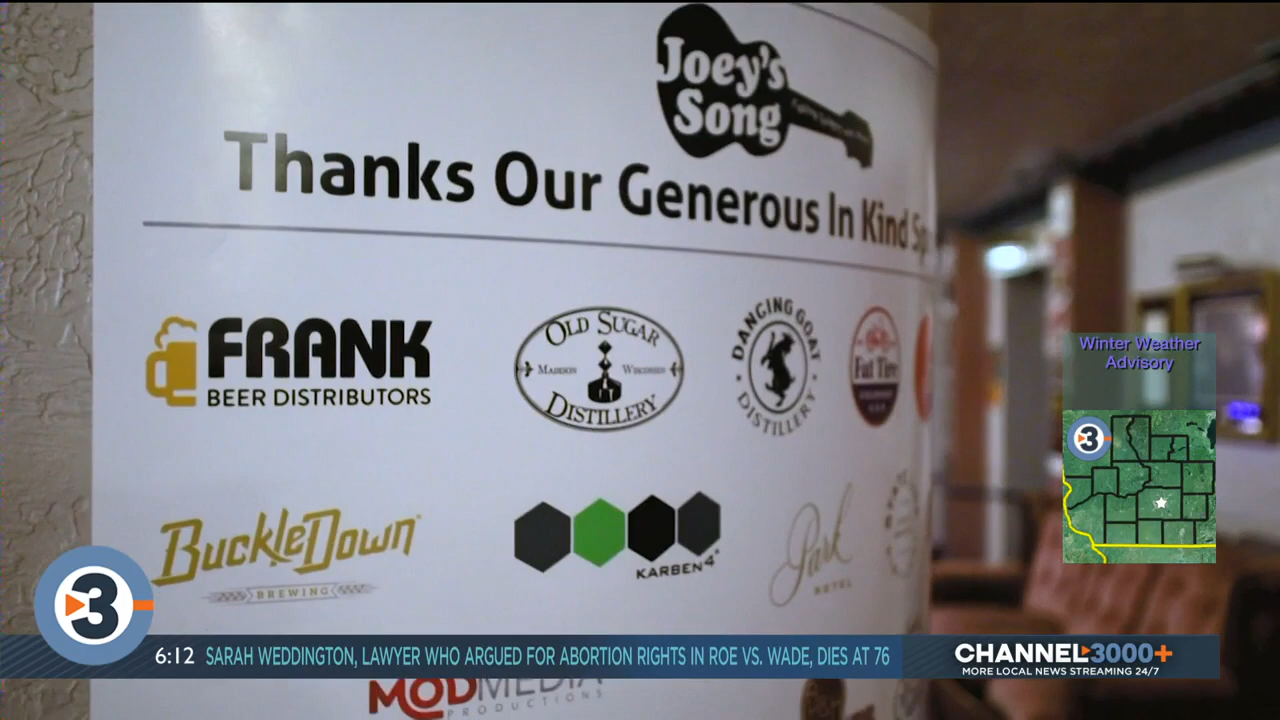 Joey's
Song
Thanks Our Generous In Kind
FRANK
BEER DISTRIBUTORS
OLD SUGAR
MADISON WISCONSIN
DISTILLERY
DANCING GOAT
DISTILLERY
Fat Tire
Winter Weather
Advisory
3
BUCKLEDOWN
BREWING
KARBEN4
Park
HOTEL
3
6:12 SARAH WEDDINGTON, LAWYER WHO ARGUED FOR ABORTION RIGHTS IN ROE VS. WADE, DIES AT 76
CHANNEL3000+
MORE LOCAL NEWS STREAMING 24/7
MODMEDIA
PRODUCTIONS